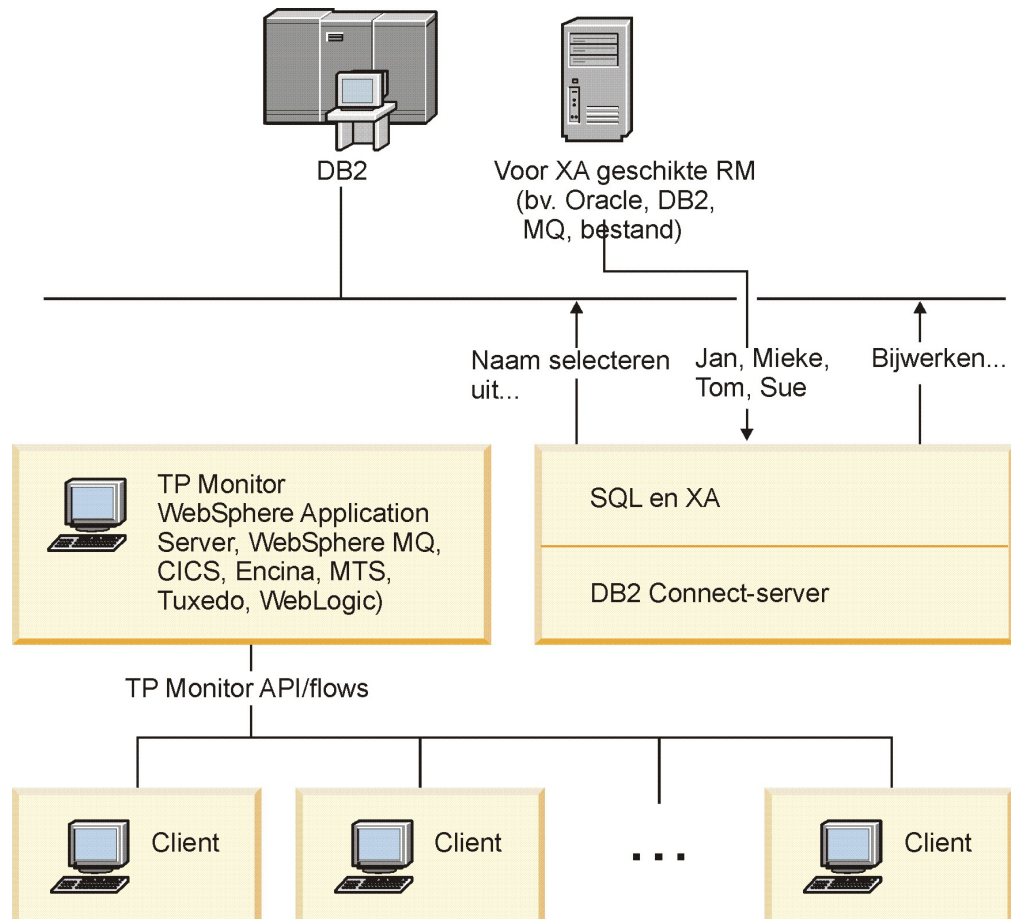 DB2
Voor XA geschikte RM
(bv. Oracle, DB2,
MQ, bestand)
Naam selecteren
uit...
Jan, Mieke,
Tom, Sue
Bijwerken...
TP Monitor
WebSphere Application
Server, WebSphere MQ,
CICS, Encina, MTS,
Tuxedo, WebLogic)
SQL en XA
DB2 Connect-server
TP Monitor API/flows
Client
Client
...
Client